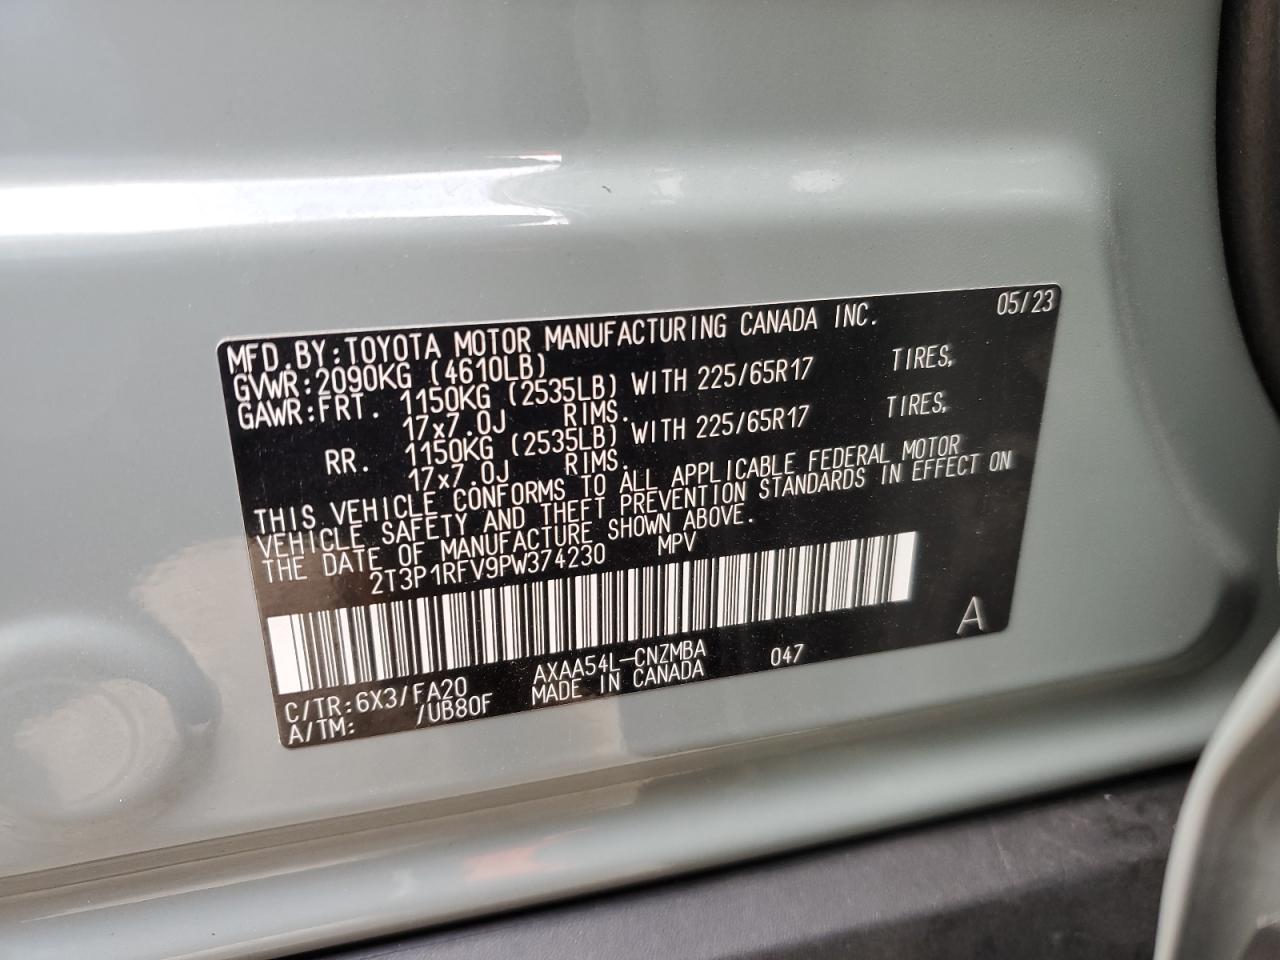 MFD.BY:TOYOTA MOTOR MANUFACTURING CANADA INC. 05/23
GVWR:2090KG (4610LB)
GAWR:FRT. 1150KG (2535LB) WITH 225/65R17 TIRES,
17x7.0J RIMS.
RR. 1150KG (2535LB) WITH 225/65R17 TIRES,
17x7.0J RIMS.
THIS VEHICLE CONFORMS TO ALL APPLICABLE FEDERAL MOTOR
VEHICLE SAFETY AND THEFT PREVENTION STANDARDS IN EFFECT ON
THE DATE OF MANUFACTURE SHOWN ABOVE.
2T3P1RFV9PW374230 MPV
A
C/TR:6X3/FA20 AXAA54L-CNZMBA 047
A/TM: /UB80F MADE IN CANADA